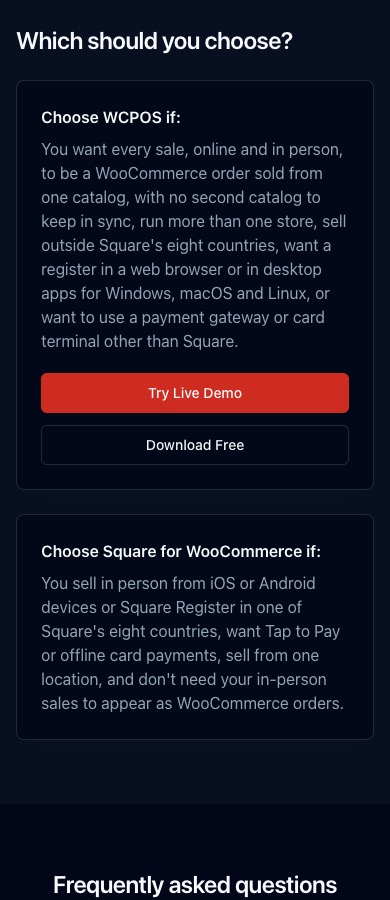 Which should you choose?
Choose WCPOS if:
You want every sale, online and in person,
to be a WooCommerce order sold from
one catalog, with no second catalog to
keep in sync, run more than one store, sell
outside Square's eight countries, want a
register in a web browser or in desktop
apps for Windows, macOS and Linux, or
want to use a payment gateway or card
terminal other than Square.
Try Live Demo
Download Free
Choose Square for WooCommerce if:
You sell in person from iOS or Android
devices or Square Register in one of
Square's eight countries, want Tap to Pay
or offline card payments, sell from one
location, and don't need your in-person
sales to appear as WooCommerce orders.
Frequently asked questions